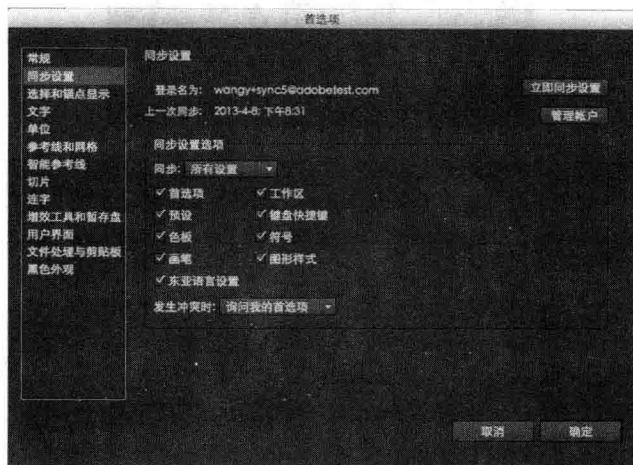 首选项
常规
同步设置
选择和锚点显示
文字
单位
参考线和网格
智能参考线
切片
连字
增效工具和暂存盘
用户界面
文件处理与剪贴板
黑色外观
同步设置
登录名为: wangy+sync5@adobetest.com
立即同步设置
上一次同步: 2013-4-8: 下午8:31
管理帐户
同步设置选项
同步: 所有设置
首选项 工作区
预设 键盘快捷键
色板 符号
画笔 图形样式
东亚语言设置
发生冲突时: 询问我的首选项
取消 确定